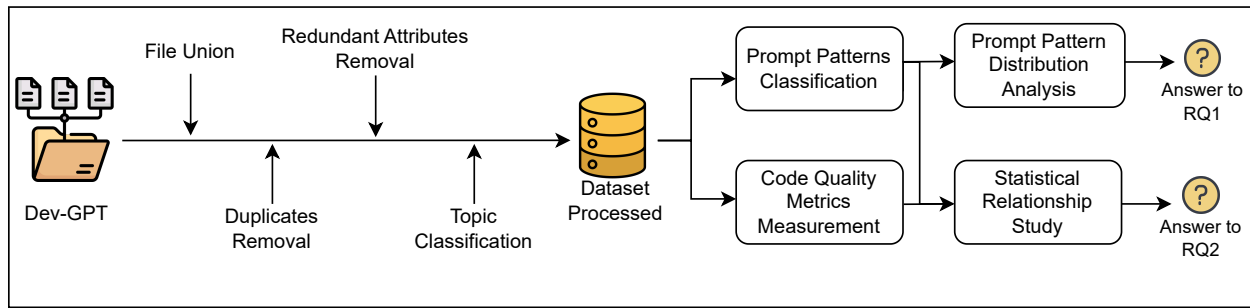 File Union
Redundant Attributes
Removal
Dev-GPT
Duplicates
Removal
Topic
Classification
Dataset
Processed
Prompt Patterns
Classification
Code Quality
Metrics
Measurement
Prompt Pattern
Distribution
Analysis
Statistical
Relationship
Study
?
Answer to
RQ1
?
Answer to
RQ2